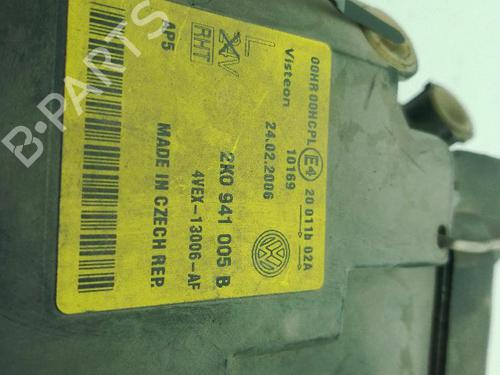 00HR 00HCPL E4 20 011b 02A
10169
Visteon 24.02.2006
L
RHT
2K0 941 005 B
4VEX-13006-AF
AP5 MADE IN CZECH REP.
B-PARTS